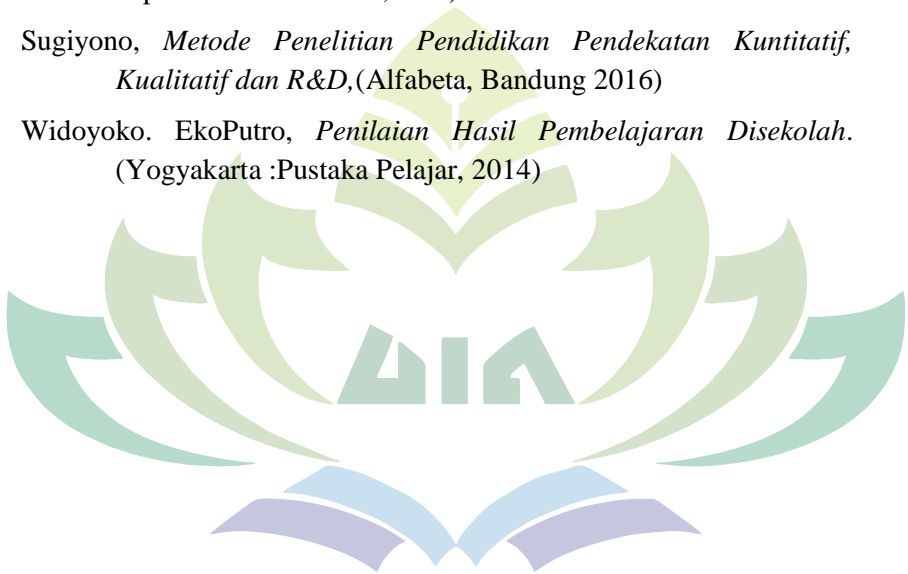 Sugiyono, Metode Penelitian Pendidikan Pendekatan Kuntitatif,
Kualitatif dan R&D,(Alfabeta, Bandung 2016)
Widoyoko. EkoPutro, Penilaian Hasil Pembelajaran Disekolah.
(Yogyakarta :Pustaka Pelajar, 2014)
UIN